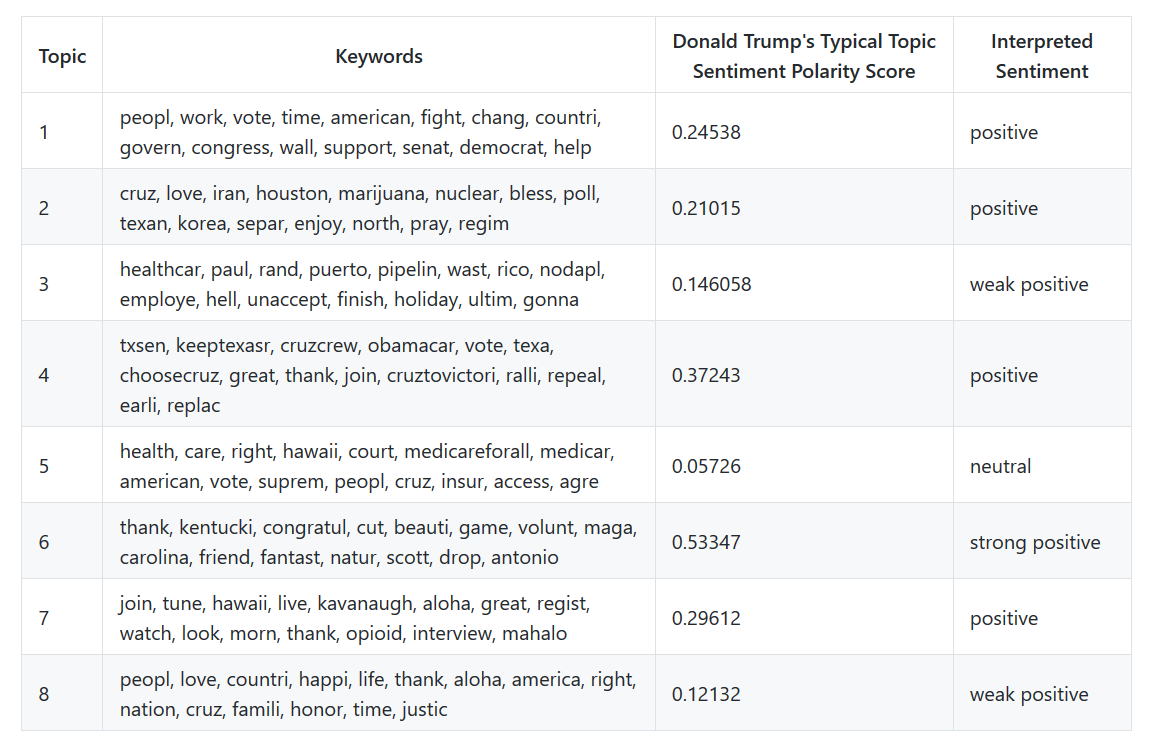 Topic Keywords Donald Trump's Typical Topic Sentiment Polarity Score Interpreted Sentiment
1 peopl, work, vote, time, american, fight, chang, countri, 0.24538 positive
govern, congress, wall, support, senat, democrat, help
2 cruz, love, iran, houston, marijuana, nuclear, bless, poll, 0.21015 positive
texan, korea, separ, enjoy, north, pray, regim
3 healthcar, paul, rand, puerto, pipelin, wast, rico, nodapl, 0.146058 weak positive
employe, hell, unaccept, finish, holiday, ultim, gonna
4 txsen, keeptexasr, cruzcrew, obamacar, vote, texa, 0.37243 positive
choosecruz, great, thank, join, cruztovictori, ralli, repeal,
earli, replac
5 health, care, right, hawaii, court, medicareforall, medicar, 0.05726 neutral
american, vote, suprem, peopl, cruz, insur, access, agre
6 thank, kentucki, congratul, cut, beauti, game, volunt, maga, 0.53347 strong positive
carolina, friend, fantast, natur, scott, drop, antonio
7 join, tune, hawaii, live, kavanaugh, aloha, great, regist, 0.29612 positive
watch, look, morn, thank, opioid, interview, mahalo
8 peopl, love, countri, happi, life, thank, aloha, america, right, 0.12132 weak positive
nation, cruz, famili, honor, time, justic